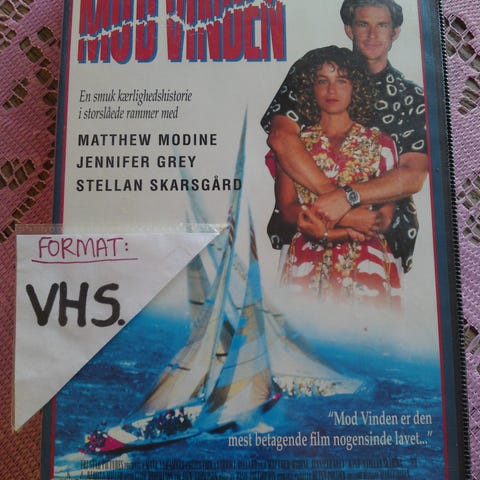 MOD VINDEN
En smuk kærlighedshistorie
i storslåede rammer med
MATTHEW MODINE
JENNIFER GREY
STELLAN SKARSGÅRD
FORMAT:
VHS.
"Mod Vinden er den
mest betagende film nogensinde lavet..."